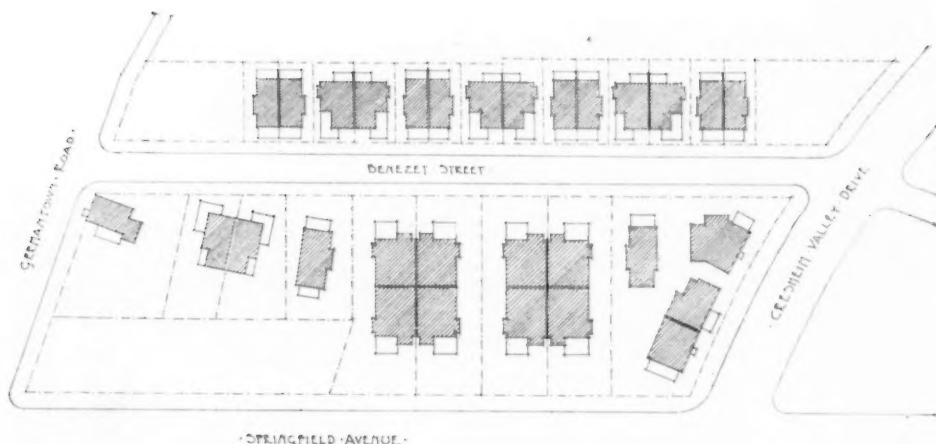 BENEZET STREET
GERMANTOWN · ROAD ·
· CRESHEIM VALLEY DRIVE
· SPRINGFIELD · AVENUE ·